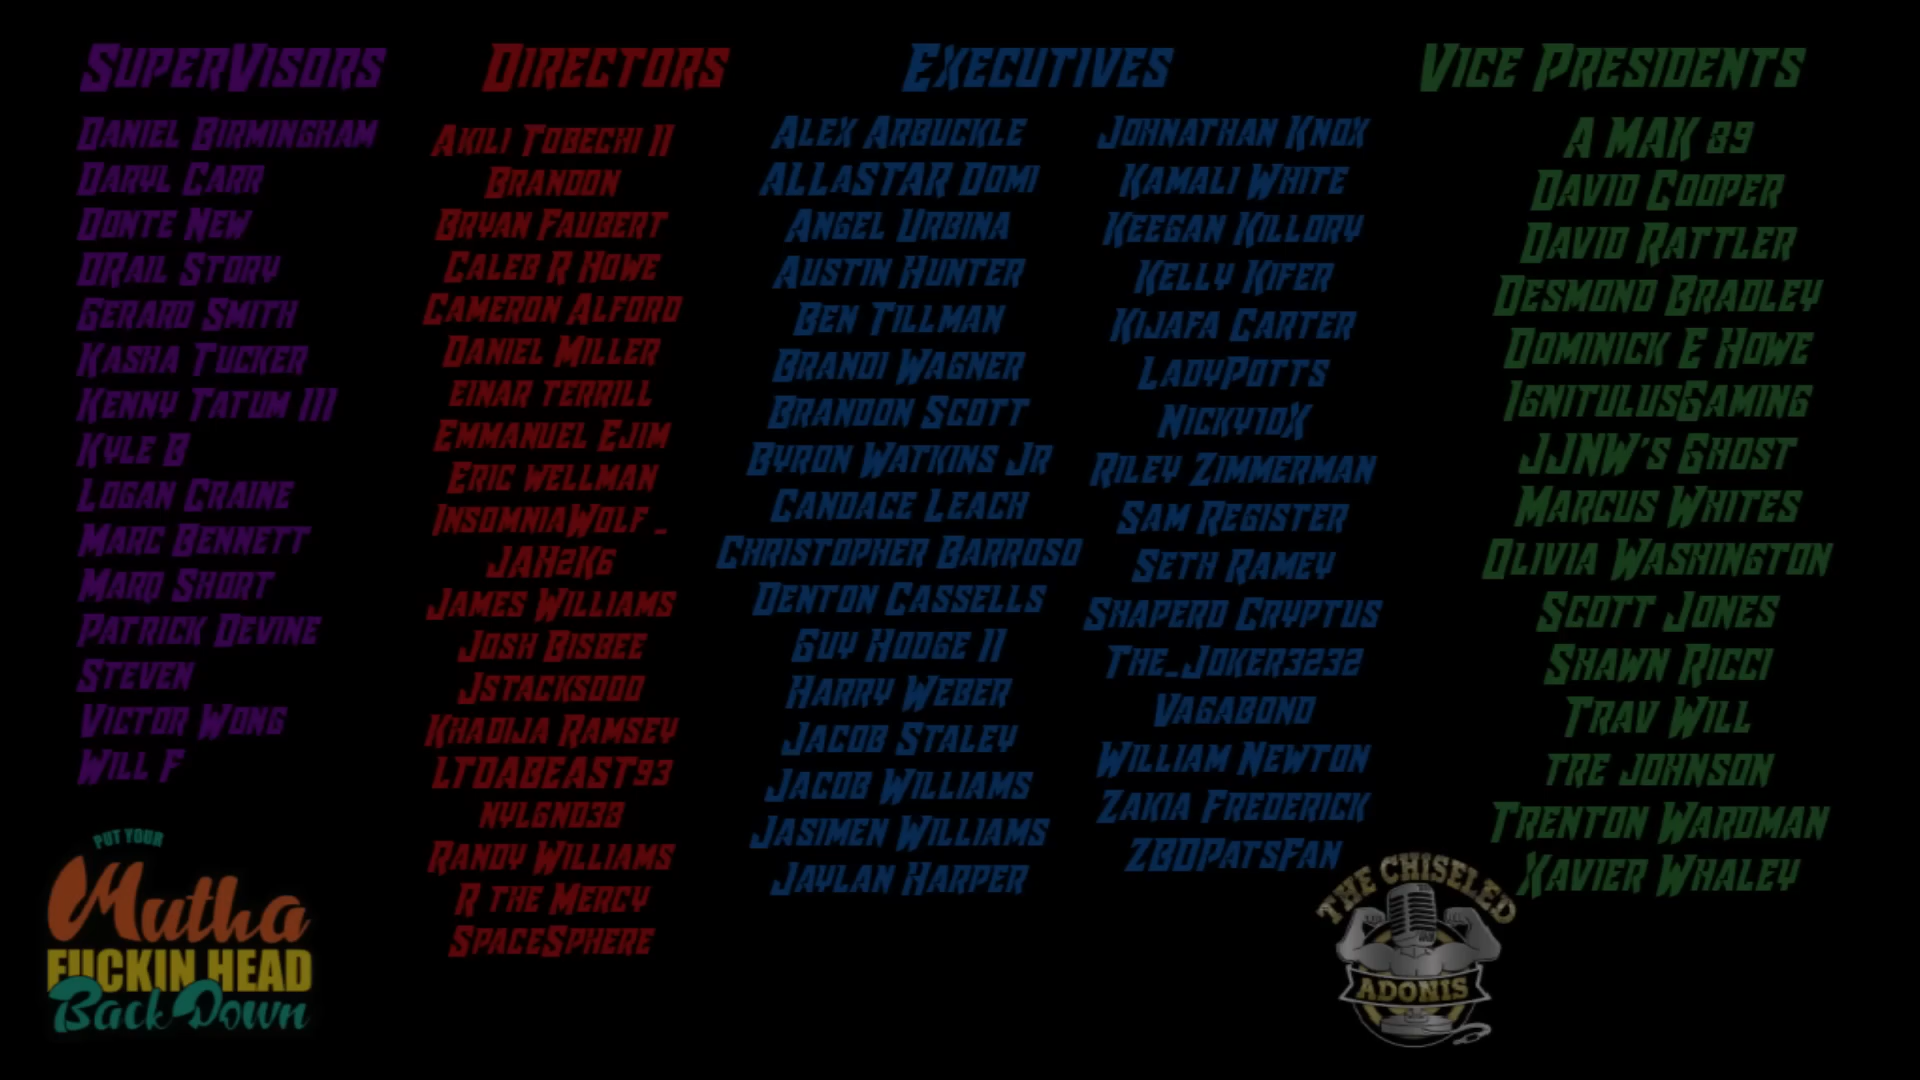 SuperVisors
Daniel Birmingham
Daryl Carr
Donte New
DRail Story
Gerard Smith
Kasha Tucker
Kenny Tatum III
Kyle B
Logan Craine
Marc Bennett
Marq Short
Patrick Devine
Steven
Victor Wong
Will F
Directors
Akili Tobechi II
Brandon
Bryan Faubert
Caleb R Howe
Cameron Alford
Daniel Miller
einar terrill
Emmanuel Ejim
Eric wellman
InsomniaWolf_
JAH2K6
James Williams
Josh Bisbee
Jstacks000
Khadija Ramsey
LTDABEAST93
nylgnd38
Randy Williams
R the Mercy
SpaceSphere
Executives
Alex Arbuckle
ALLASTAR Domi
Angel Urbina
Austin Hunter
Ben Tillman
Brandi Wagner
Brandon Scott
Byron Watkins Jr
Candace Leach
Christopher Barroso
Denton Cassells
Guy Hodge II
Harry Weber
Jacob Staley
Jacob Williams
Jasimen Williams
Jaylan Harper
Johnathan Knox
Kamali White
Keegan Killory
Kelly Kifer
Kijafa Carter
LadyPotts
Nicky10X
Riley Zimmerman
Sam Register
Seth Ramey
Shaperd Cryptus
The_Joker3232
Vagabond
William Newton
Zakia Frederick
ZBDPatsFan
Vice Presidents
A MAK 89
David Cooper
David Rattler
Desmond Bradley
Dominick E Howe
IgnitulusGaming
JJNW's Ghost
Marcus Whites
Olivia Washington
Scott Jones
Shawn Ricci
Trav Will
tre johnson
Trenton Wardman
Xavier Whaley
PUT YOUR
Mutha
FUCKIN HEAD
Back Down
THE CHISELED
ADONIS